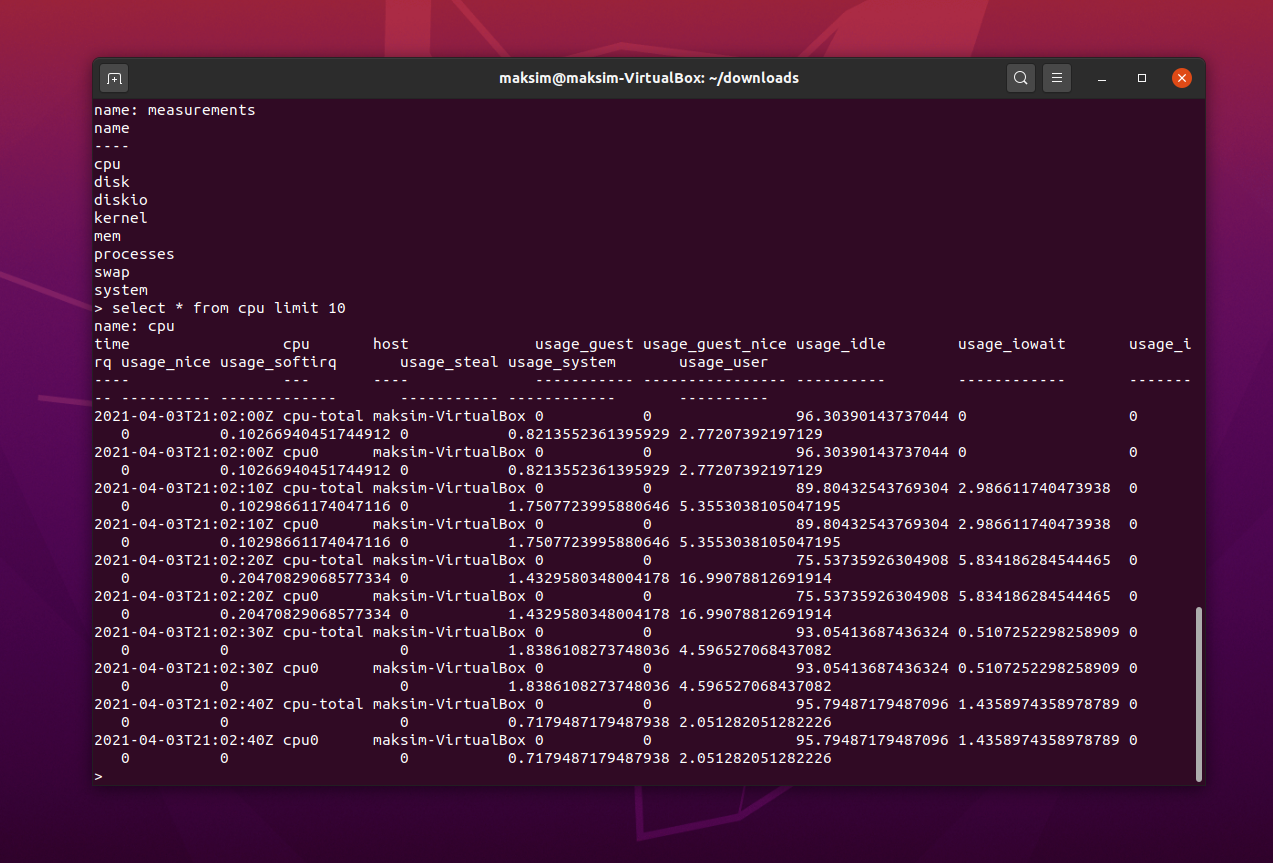 maksim@maksim-VirtualBox: ~/downloads
name: measurements
name
----
cpu
disk
diskio
kernel
mem
processes
swap
system
> select * from cpu limit 10
name: cpu
time                 cpu       host              usage_guest usage_guest_nice usage_idle        usage_iowait       usage_i
rq usage_nice usage_softirq       usage_steal usage_system       usage_user
----                 ---       ----              ----------- ---------------- ----------        ------------       -------
-- ---------- -------------       ----------- ------------       ----------
2021-04-03T21:02:00Z cpu-total maksim-VirtualBox 0           0                96.30390143737044 0                  0
   0          0.10266940451744912 0           0.8213552361395929 2.77207392197129
2021-04-03T21:02:00Z cpu0      maksim-VirtualBox 0           0                96.30390143737044 0                  0
   0          0.10266940451744912 0           0.8213552361395929 2.77207392197129
2021-04-03T21:02:10Z cpu-total maksim-VirtualBox 0           0                89.80432543769304 2.986611740473938  0
   0          0.10298661174047116 0           1.7507723995880646 5.3553038105047195
2021-04-03T21:02:10Z cpu0      maksim-VirtualBox 0           0                89.80432543769304 2.986611740473938  0
   0          0.10298661174047116 0           1.7507723995880646 5.3553038105047195
2021-04-03T21:02:20Z cpu-total maksim-VirtualBox 0           0                75.53735926304908 5.834186284544465  0
   0          0.20470829068577334 0           1.4329580348004178 16.99078812691914
2021-04-03T21:02:20Z cpu0      maksim-VirtualBox 0           0                75.53735926304908 5.834186284544465  0
   0          0.20470829068577334 0           1.4329580348004178 16.99078812691914
2021-04-03T21:02:30Z cpu-total maksim-VirtualBox 0           0                93.05413687436324 0.5107252298258909 0
   0          0                   0           1.8386108273748036 4.596527068437082
2021-04-03T21:02:30Z cpu0      maksim-VirtualBox 0           0                93.05413687436324 0.5107252298258909 0
   0          0                   0           1.8386108273748036 4.596527068437082
2021-04-03T21:02:40Z cpu-total maksim-VirtualBox 0           0                95.79487179487096 1.4358974358978789 0
   0          0                   0           0.7179487179487938 2.051282051282226
2021-04-03T21:02:40Z cpu0      maksim-VirtualBox 0           0                95.79487179487096 1.4358974358978789 0
   0          0                   0           0.7179487179487938 2.051282051282226
>